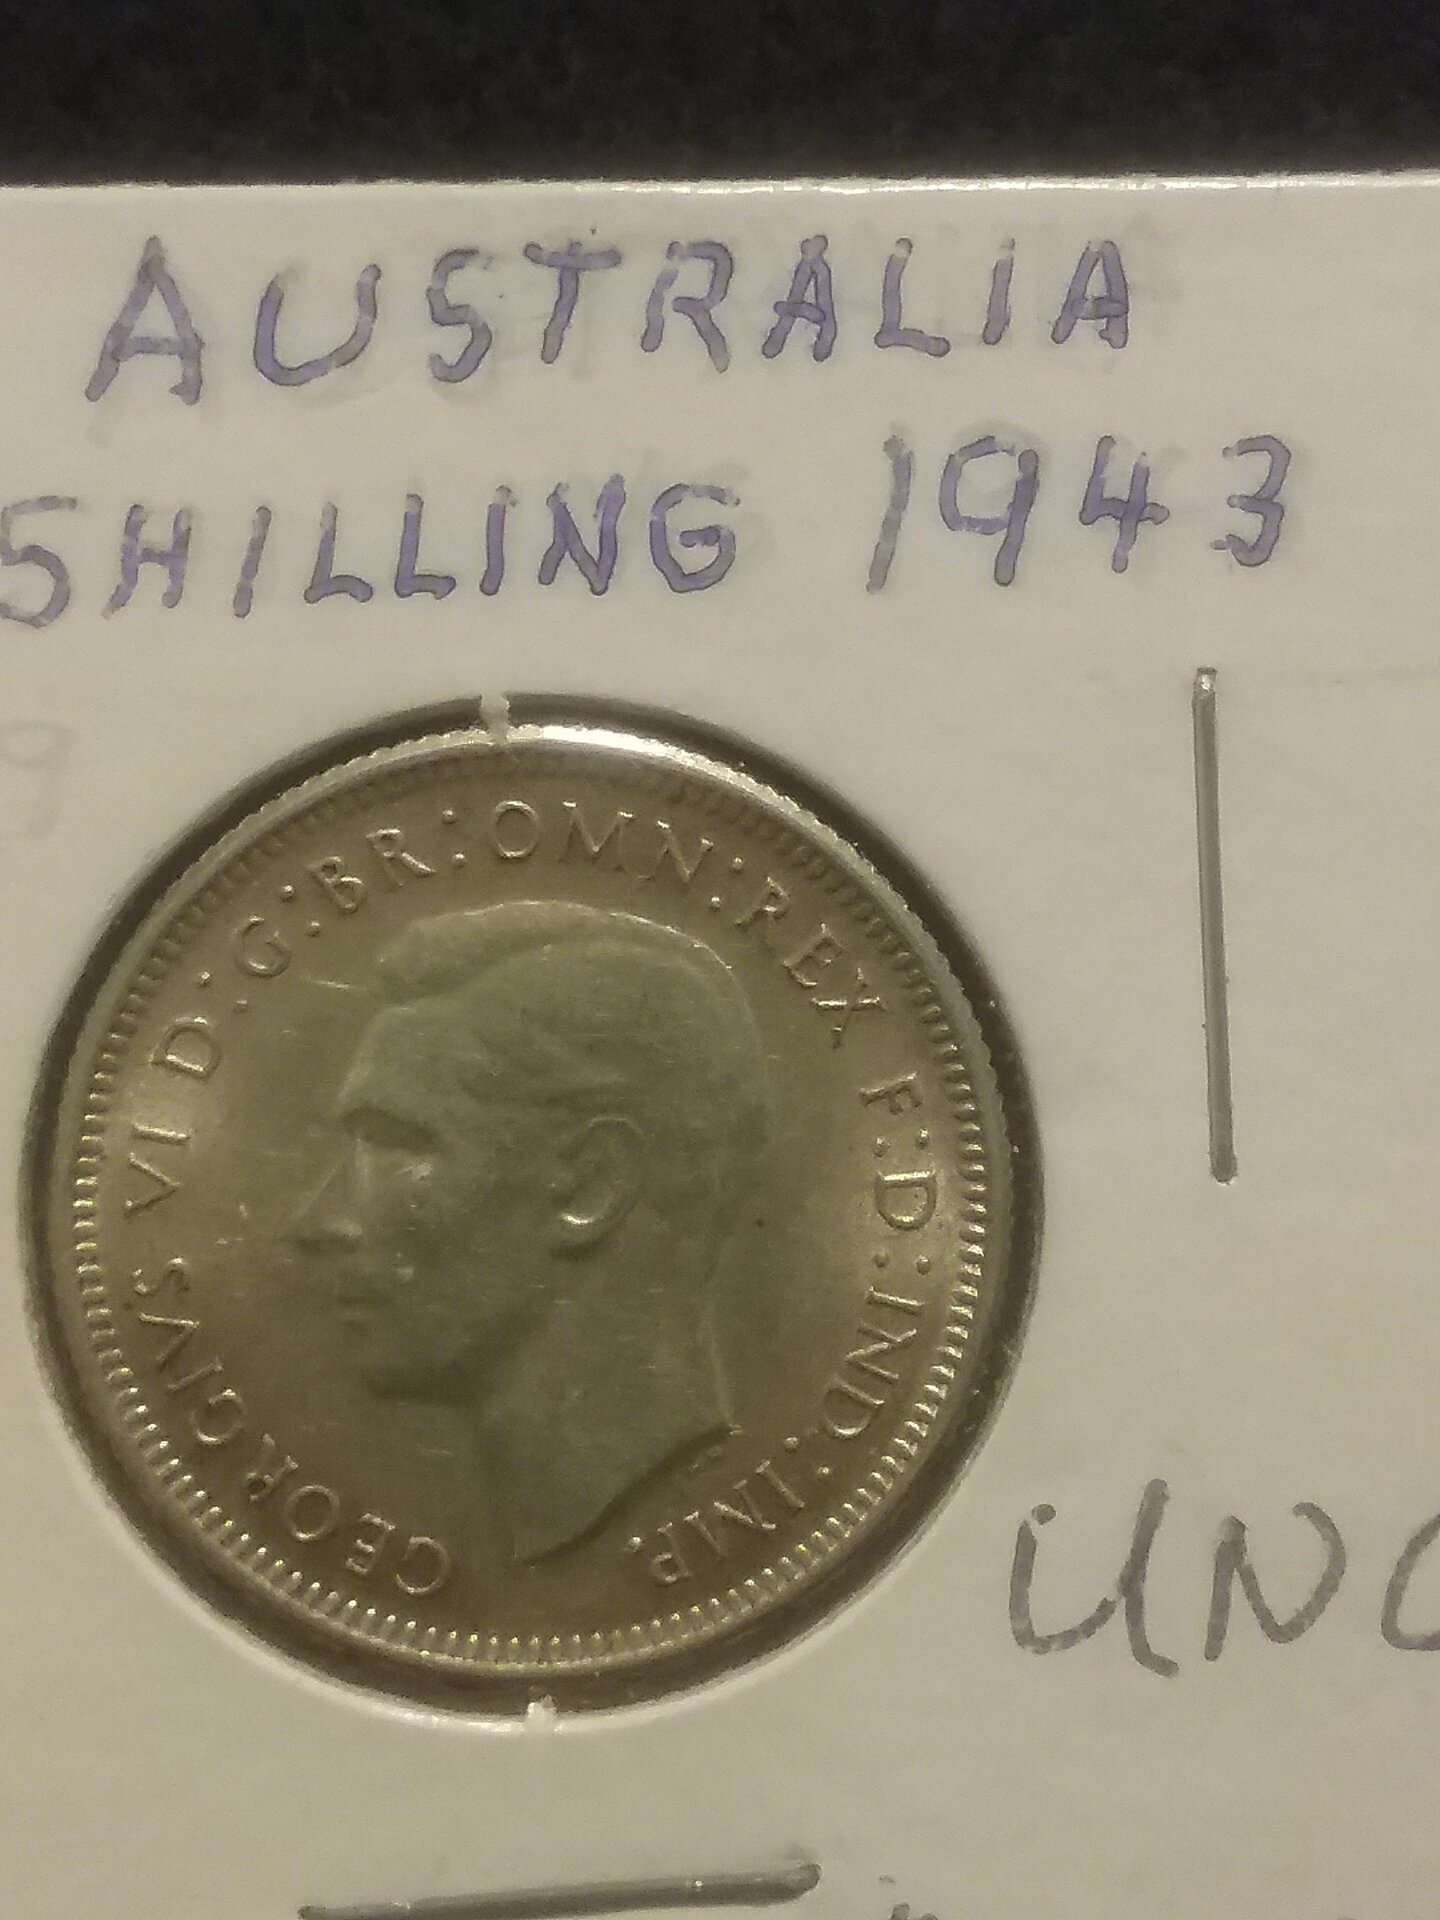 AUSTRALIA
SHILLING 1943
GEORGIVS VI D:G:BR:OMN:REX F:D:IND:IMP.
UNC